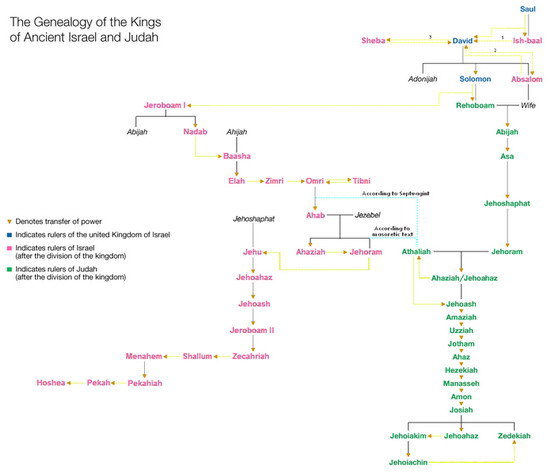 The Genealogy of the Kings
of Ancient Israel and Judah
Saul
Sheba
?
David
1
Ish-baal
2
Adonijah
Solomon
Absalom
Jeroboam I
Rehoboam
Wife
Abijah
Nadab
Ahijah
Abijah
Baasha
Asa
Elah
Zimri
Omri
Tibni
According to Septeagint
Jehoshaphat
Ahab
Jezebel
Jehoshaphat
According to
masoretic text
Jehu
Ahaziah
Jehoram
Athaliah
Jehoram
Denotes transfer of power
Indicates rulers of the united Kingdom of Israel
Indicates rulers of Israel
(after the division of the kingdom)
Indicates rulers of Judah
(after the division of the kingdom)
Jehoahaz
Ahaziah/Jehoahaz
Jehoash
Jehoash
Amaziah
Jeroboam II
Uzziah
Jotham
Menahem
Shallum
Zecahriah
Ahaz
Hezekiah
Hoshea
Pekah
Pekahiah
Manasseh
Amon
Josiah
Jehoiakim
Jehoahaz
Zedekiah
Jehoiachin